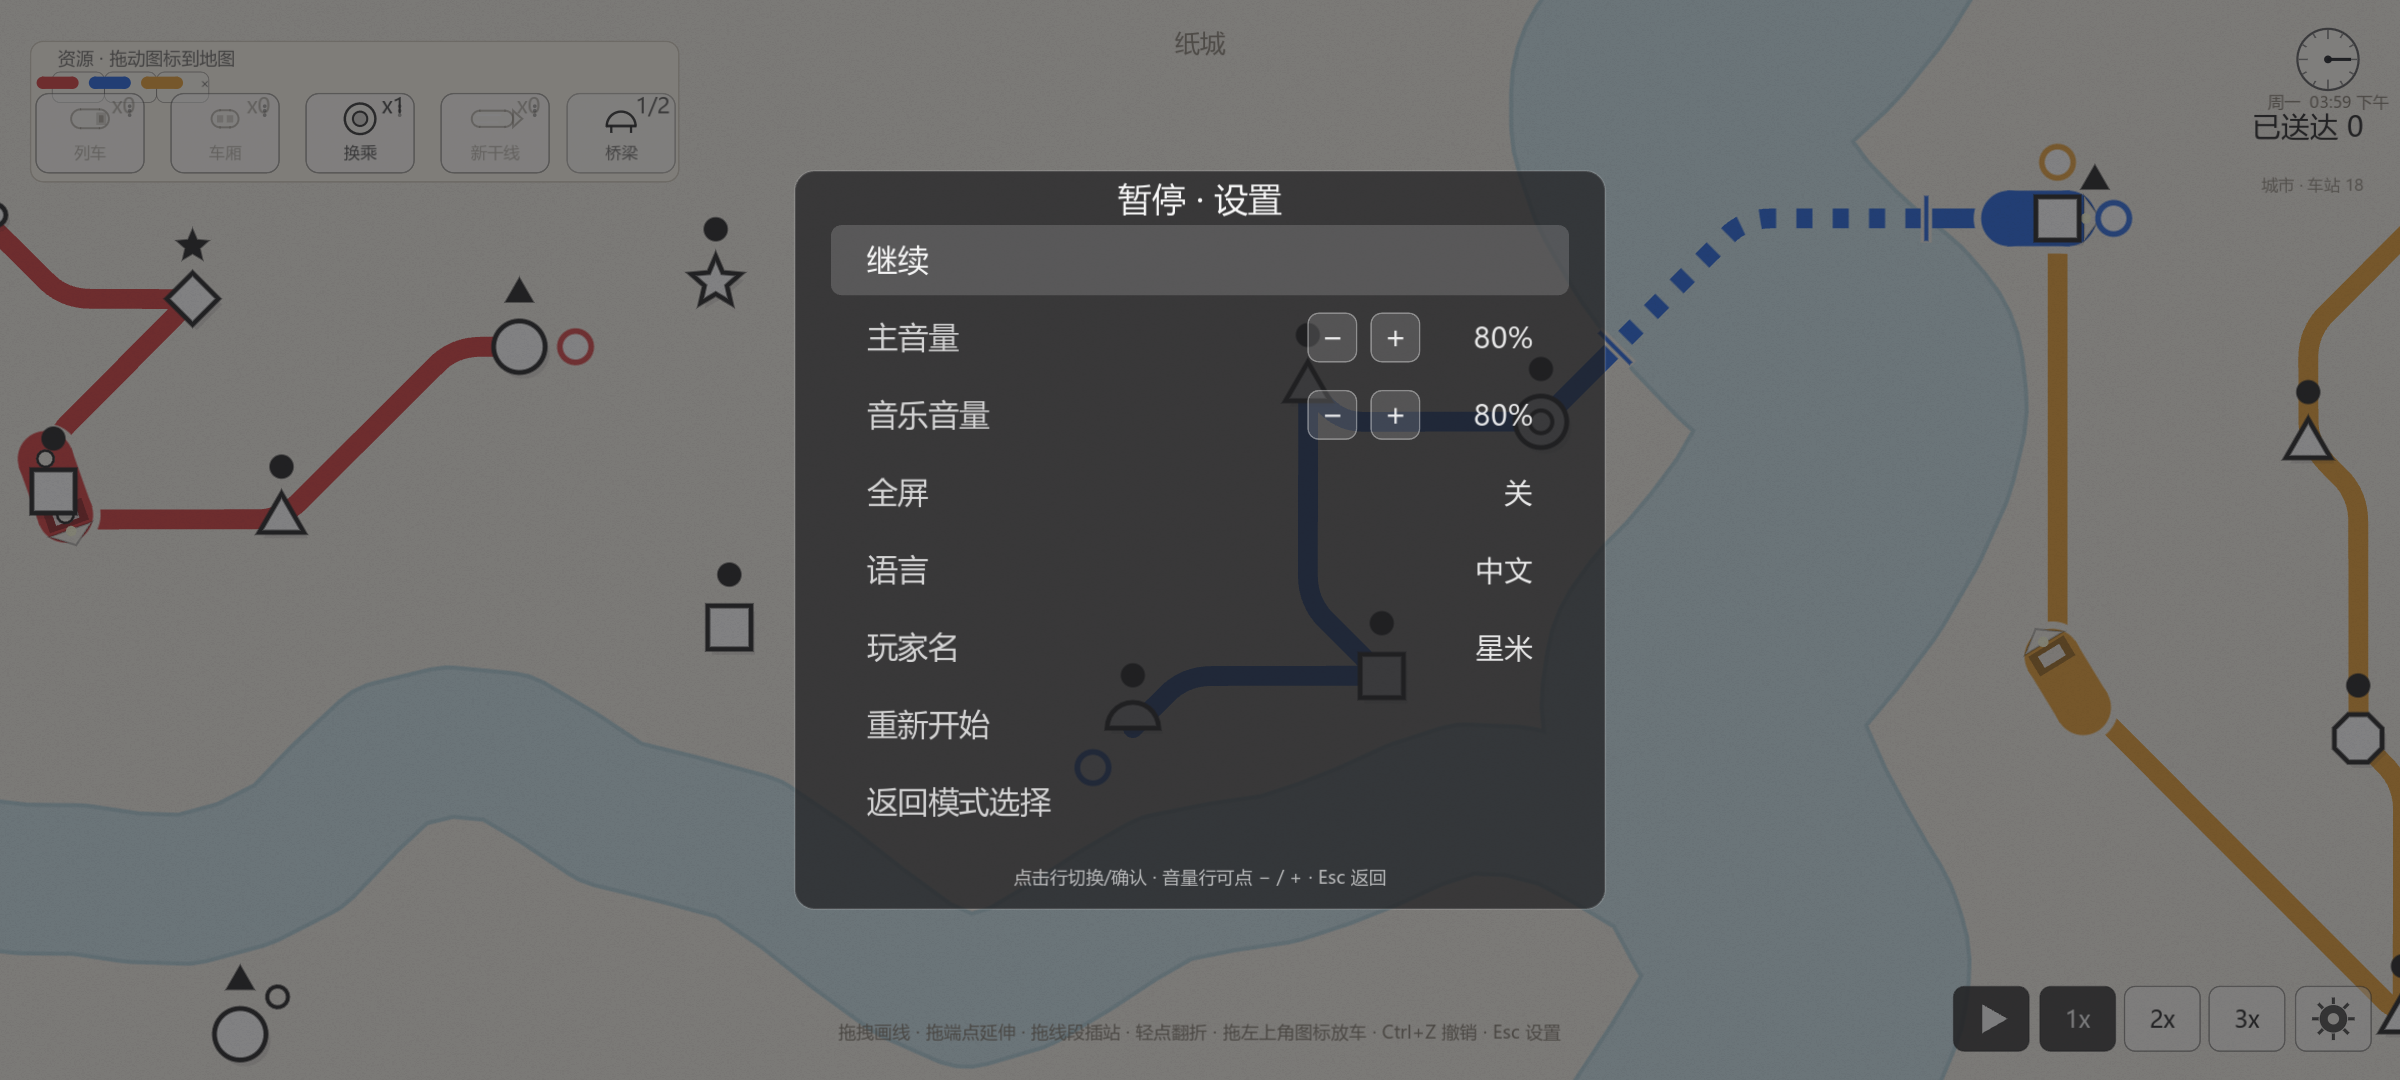 纸城
资源 · 拖动图标到地图
×
x0
列车
x0
车厢
x1
换乘
x0
新干线
1/2
桥梁
周一 03:59 下午
已送达 0
城市 · 车站 18
暂停 · 设置
继续
主音量 − + 80%
音乐音量 − + 80%
全屏 关
语言 中文
玩家名 星米
重新开始
返回模式选择
点击行切换/确认 · 音量行可点 − / + · Esc 返回
拖拽画线 · 拖端点延伸 · 拖线段插站 · 轻点翻折 · 拖左上角图标放车 · Ctrl+Z 撤销 · Esc 设置
1x 2x 3x